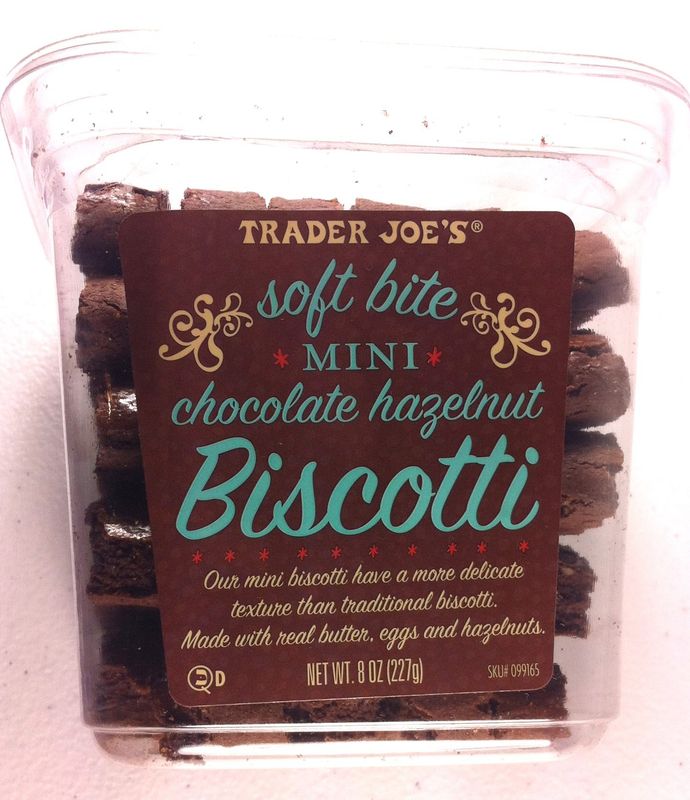 TRADER JOE'S®
soft bite
* MINI *
chocolate hazelnut
Biscotti
* * * * * * * * * *
Our mini biscotti have a more delicate
texture than traditional biscotti.
Made with real butter, eggs and hazelnuts.
D NET WT. 8 OZ (227g) SKU# 099165